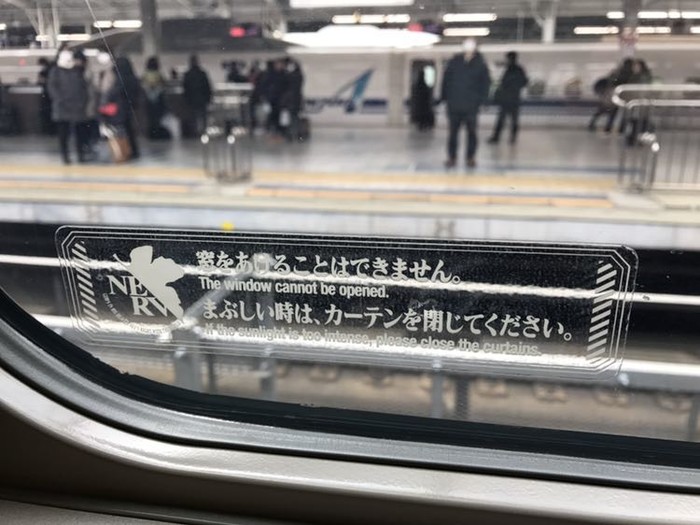 NERV
窓をあけることはできません。
The window cannot be opened.
まぶしい時は、カーテンを閉じてください。
If the sunlight is too intense, please close the curtains.